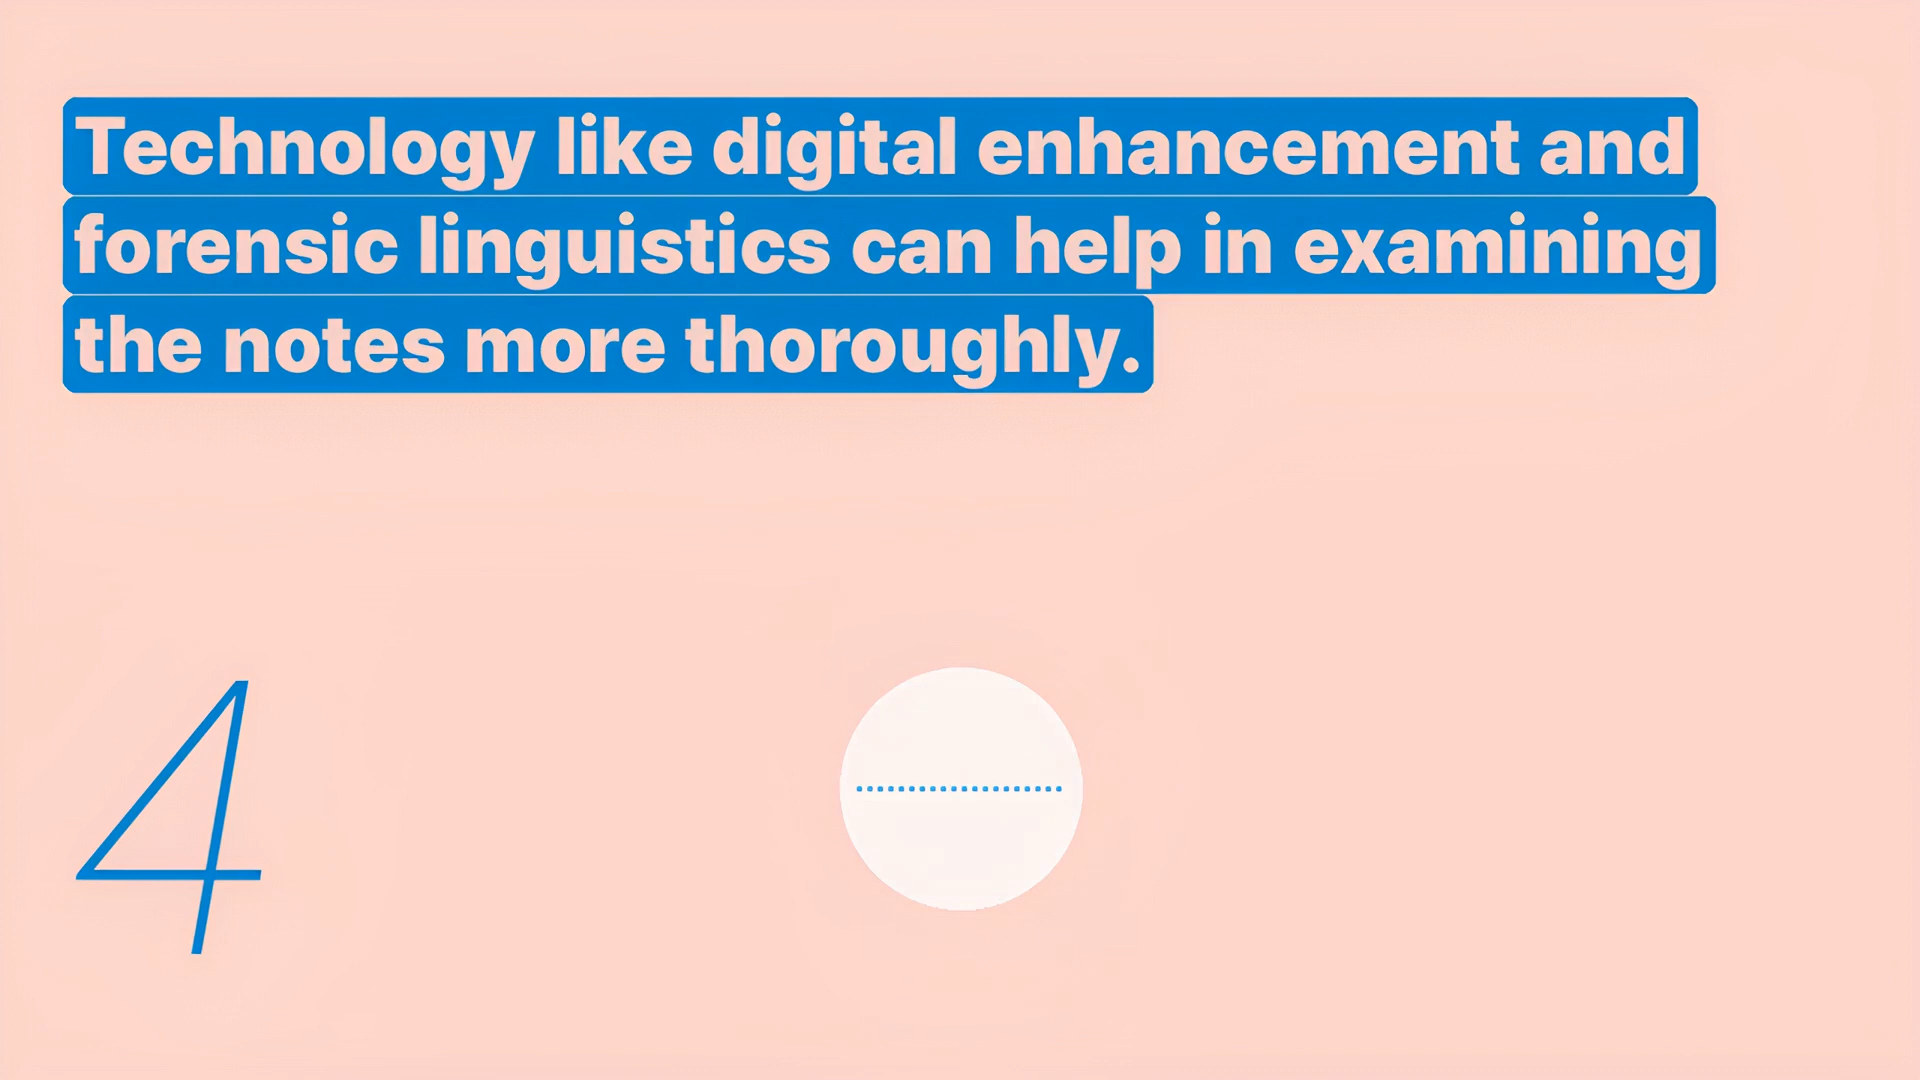 Technology like digital enhancement and
forensic linguistics can help in examining
the notes more thoroughly.
4